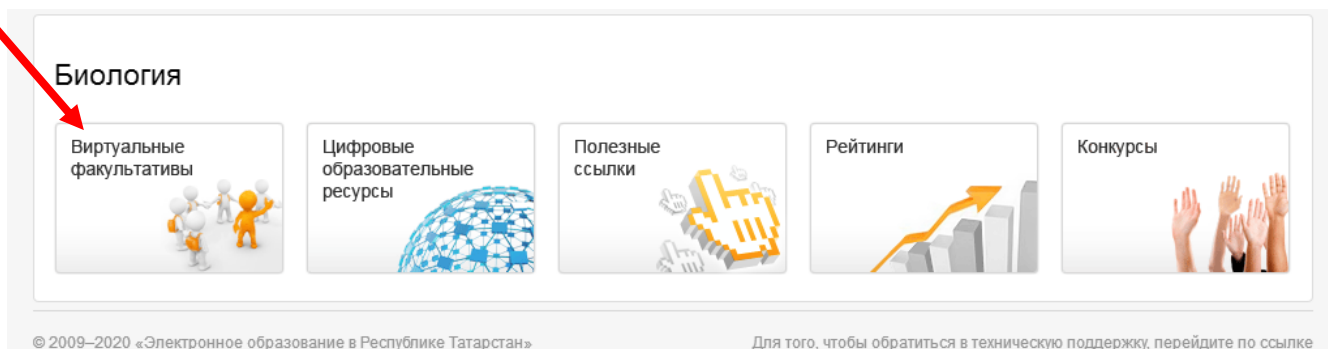 Биология
Виртуальные
факультативы
Цифровые
образовательные
ресурсы
Полезные
ссылки
Рейтинги
Конкурсы
© 2009–2020 «Электронное образование в Республике Татарстан»
Для того, чтобы обратиться в техническую поддержку, перейдите по ссылке